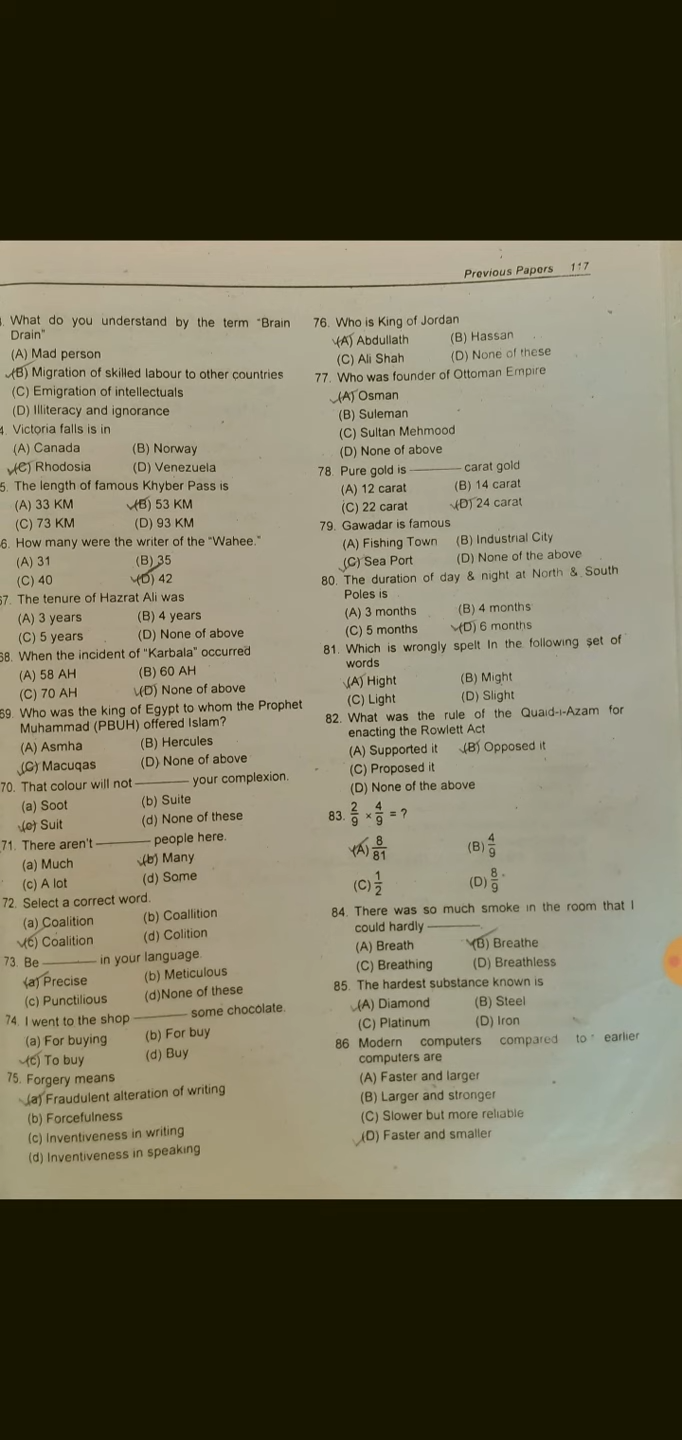 Previous Papers 117
What do you understand by the term "Brain
Drain"
(A) Mad person
(B) Migration of skilled labour to other countries
(C) Emigration of intellectuals
(D) Illiteracy and ignorance
4. Victoria falls is in
(A) Canada (B) Norway
(C) Rhodosia (D) Venezuela
5. The length of famous Khyber Pass is
(A) 33 KM (B) 53 KM
(C) 73 KM (D) 93 KM
6. How many were the writer of the "Wahee."
(A) 31 (B) 35
(C) 40 (D) 42
67. The tenure of Hazrat Ali was
(A) 3 years (B) 4 years
(C) 5 years (D) None of above
68. When the incident of "Karbala" occurred
(A) 58 AH (B) 60 AH
(C) 70 AH (D) None of above
69. Who was the king of Egypt to whom the Prophet
Muhammad (PBUH) offered Islam?
(A) Asmha (B) Hercules
(C) Macuqas (D) None of above
70. That colour will not ______ your complexion.
(a) Soot (b) Suite
(c) Suit (d) None of these
71. There aren't ______ people here.
(a) Much (b) Many
(c) A lot (d) Some
72. Select a correct word.
(a) Coalition (b) Coallition
(c) Coalition (d) Colition
73. Be ______ in your language.
(a) Precise (b) Meticulous
(c) Punctilious (d)None of these
74. I went to the shop ______ some chocolate.
(a) For buying (b) For buy
(c) To buy (d) Buy
75. Forgery means
(a) Fraudulent alteration of writing
(b) Forcefulness
(c) Inventiveness in writing
(d) Inventiveness in speaking
76. Who is King of Jordan
(A) Abdullath (B) Hassan
(C) Ali Shah (D) None of these
77. Who was founder of Ottoman Empire
(A) Osman
(B) Suleman
(C) Sultan Mehmood
(D) None of above
78. Pure gold is ______ carat gold
(A) 12 carat (B) 14 carat
(C) 22 carat (D) 24 carat
79. Gawadar is famous
(A) Fishing Town (B) Industrial City
(C) Sea Port (D) None of the above
80. The duration of day & night at North & South
Poles is
(A) 3 months (B) 4 months
(C) 5 months (D) 6 months
81. Which is wrongly spelt In the following set of
words
(A) Hight (B) Might
(C) Light (D) Slight
82. What was the rule of the Quaid-i-Azam for
enacting the Rowlett Act
(A) Supported it (B) Opposed it
(C) Proposed it
(D) None of the above
83. 2/9 × 4/9 = ?
(A) 8/81 (B) 4/9
(C) 1/2 (D) 8/9
84. There was so much smoke in the room that I
could hardly ______.
(A) Breath (B) Breathe
(C) Breathing (D) Breathless
85. The hardest substance known is
(A) Diamond (B) Steel
(C) Platinum (D) Iron
86 Modern computers compared to earlier
computers are
(A) Faster and larger
(B) Larger and stronger
(C) Slower but more reliable
(D) Faster and smaller